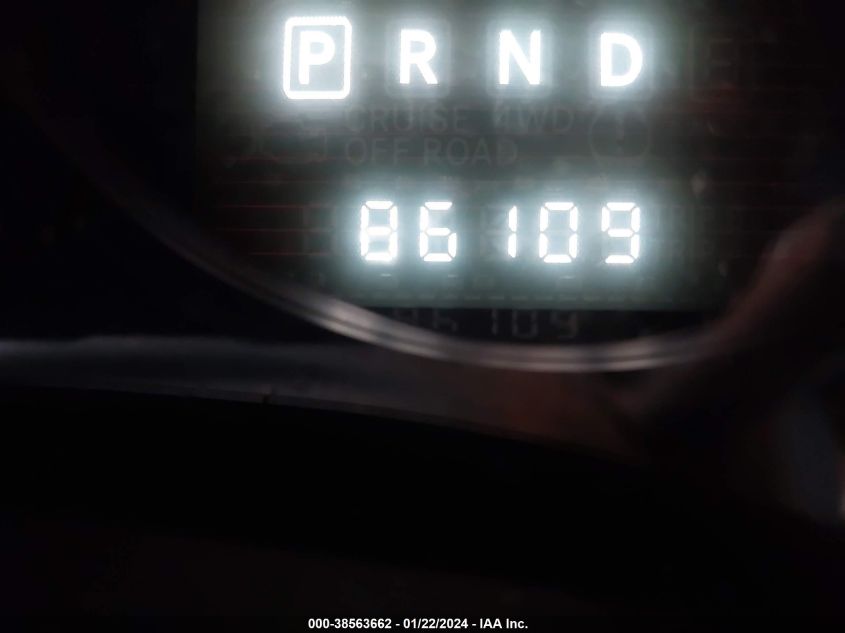 P R N D
CRUISE 4WD
OFF ROAD
86109
000-38563662 - 01/22/2024 - IAA Inc.